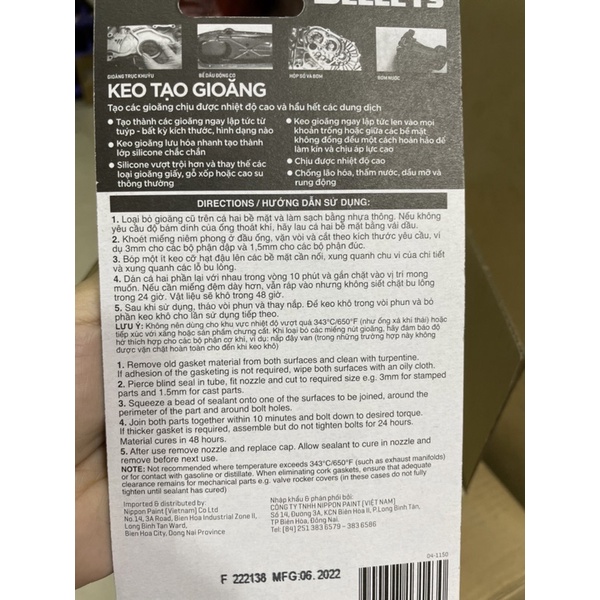 GIOĂNG TRỤC KHUỶU
BỂ DẦU ĐỘNG CƠ
HỘP SỐ VÀ BƠM
BƠM NƯỚC
KEO TẠO GIOĂNG
Tạo các gioăng chịu được nhiệt độ cao và hầu hết các dung dịch
• Tạo thành các gioăng ngay lập tức từ
tuýp - bất kỳ kích thước, hình dạng nào
• Keo gioăng lưu hóa nhanh tạo thành
lớp silicone chắc chắn
• Silicone vượt trội hơn và thay thế các
loại gioăng giấy, gỗ xốp hoặc cao su
thông thường
• Keo gioăng ngay lập tức len vào mọi
khoản trống hoặc giữa các bề mặt
không đồng đều một cách hoàn hảo để
làm kín và chịu áp lực cao
• Chịu được nhiệt độ cao
• Chống lão hóa, thấm nước, dầu mỡ và
rung động
DIRECTIONS / HƯỚNG DẪN SỬ DỤNG:
1. Loại bỏ gioăng cũ trên cả hai bề mặt và làm sạch bằng nhựa thông. Nếu không
yêu cầu độ bám dính của ống thoát khí, hãy lau cả hai bề mặt bằng vải dầu.
2. Khoét miếng niêm phong ở đầu ống, vặn vòi và cắt theo kích thước yêu cầu, ví
dụ 3mm cho các bộ phận dập và 1.5mm cho các bộ phận đúc.
3. Bóp một ít keo cỡ hạt đậu lên các bề mặt cần nối, xung quanh chu vi của chi tiết
và xung quanh các lỗ bu lông.
4. Dán cả hai phần lại với nhau trong vòng 10 phút và gắn chặt vào vị trí mong
muốn. Nếu miếng đệm dày hơn, vẫn ráp vào nhưng không siết chặt bu lông
trong 24 giờ. Vật liệu sẽ khô trong 48 giờ.
5. Sau khi sử dụng, tháo vòi phun và thay nắp. Để keo khô trong vòi phun và bỏ
phần keo khô cho lần sử dụng tiếp theo.
LƯU Ý: Không nên dùng cho khu vực nhiệt độ vượt quá 343°C/650°F (như ống xả khí thải) hoặc
tiếp xúc với xăng hoặc sản phẩm chưng cất. Khi loại bỏ các miếng nút gioăng, hãy đảm bảo độ
hở thích hợp cho các bộ phận cơ khí, ví dụ: nắp đậy van (trong những trường hợp này không
được vặn chặt hoàn toàn cho đến khi keo khô)
1. Remove old gasket material from both surfaces and clean with turpentine.
If adhesion of the gasketing is not required, wipe both surfaces with an oily cloth.
2. Pierce blind seal in tube, fit nozzle and cut to required size e.g. 3mm for stamped
parts and 1.5mm for cast parts.
3. Squeeze a bead of sealant onto one of the surfaces to be joined, around the
perimeter of the part and around bolt holes.
4. Join both parts together within 10 minutes and bolt down to desired torque.
If thicker gasket is required, assemble but do not tighten bolts for 24 hours.
Material cures in 48 hours.
5. After use remove nozzle and replace cap. Allow sealant to cure in nozzle and
remove before next use.
NOTE: Not recommended where temperature exceeds 343°C/650°F (such as exhaust manifolds)
or for contact with gasoline or distillate. When eliminating cork gaskets, ensure that adequate
clearance remains for mechanical parts e.g. valve rocker covers (in these cases do not fully
tighten until sealant has cured)
Imported & distributed by:
Nippon Paint [Vietnam] Co Ltd
No.14, 3A Road, Bien Hoa Industrial Zone II,
Long Binh Tan Ward,
Bien Hoa City, Dong Nai Province
Nhập khẩu & phân phối bởi:
CÔNG TY TNHH NIPPON PAINT [VIỆT NAM]
Số 14, Đường 3A, KCN Biên Hòa II, P.Long Bình Tân,
TP Biên Hòa, Đồng Nai.
Tel: [84] 251 383 6579 - 383 6586
04-1150
F 222138 MFG:06.2022